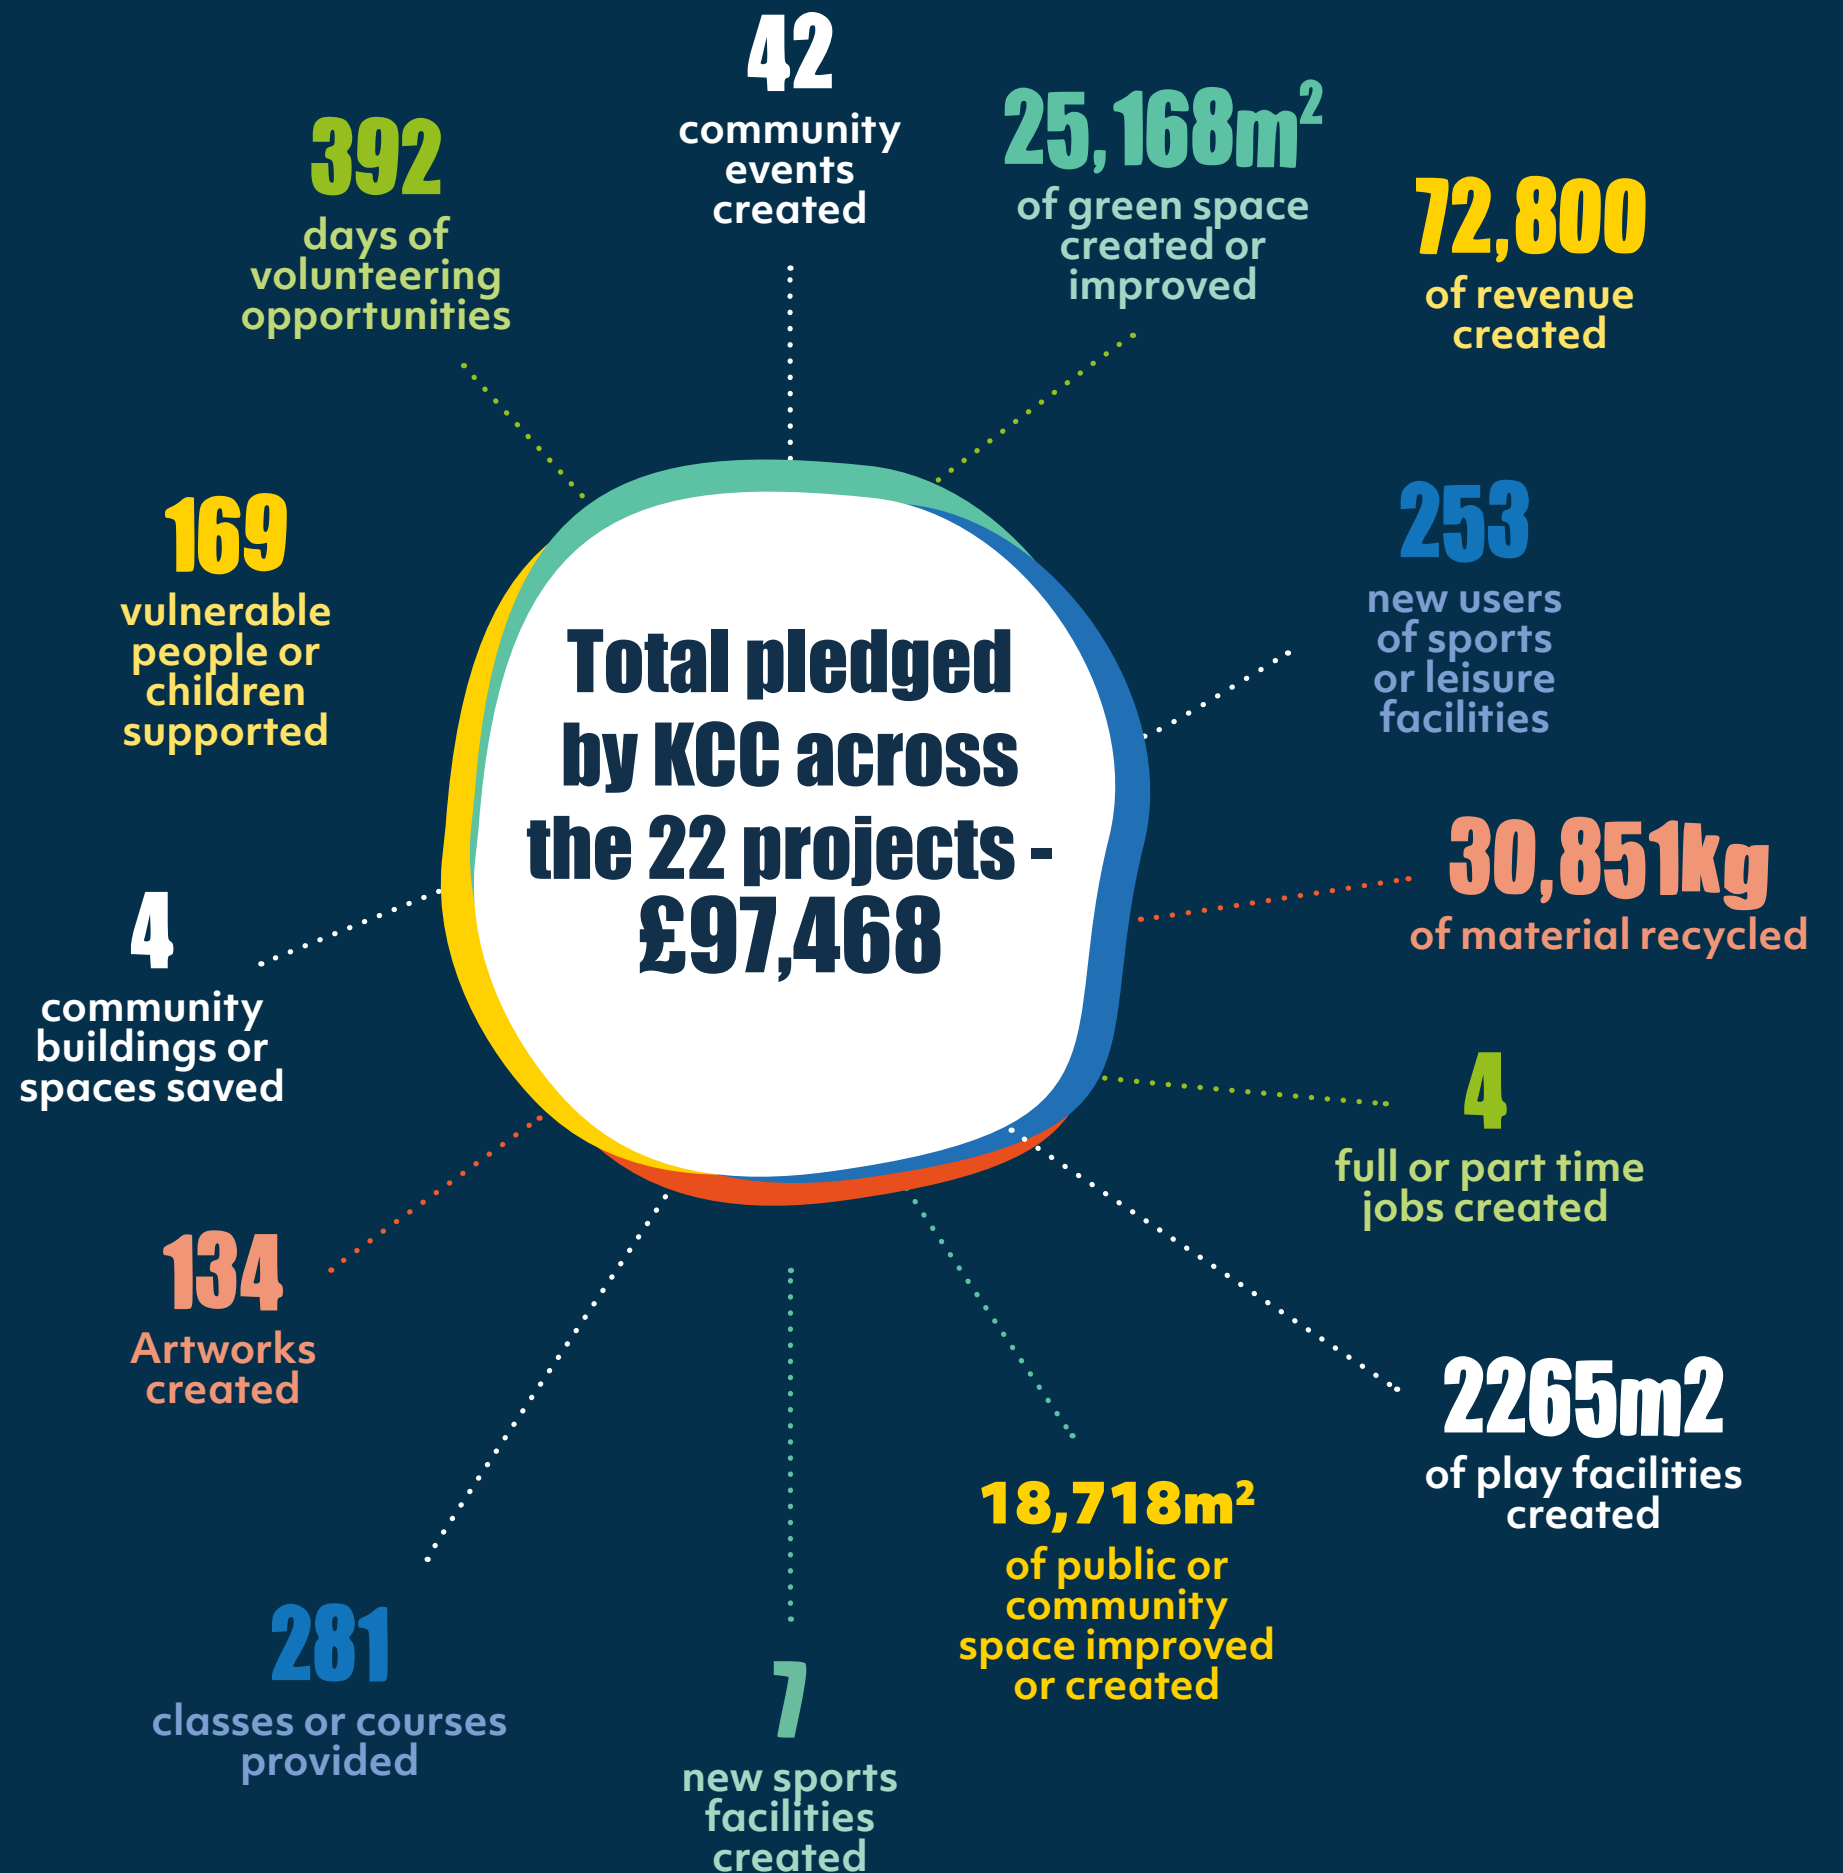 42
community
events
created
25,168m²
of green space
created or
improved
72,800
of revenue
created
253
new users
of sports
or leisure
facilities
30,851kg
of material recycled
4
full or part time
jobs created
2265m2
of play facilities
created
18,718m²
of public or
community
space improved
or created
7
new sports
facilities
created
281
classes or courses
provided
134
Artworks
created
4
community
buildings or
spaces saved
169
vulnerable
people or
children
supported
392
days of
volunteering
opportunities
Total pledged
by KCC across
the 22 projects -
£97,468